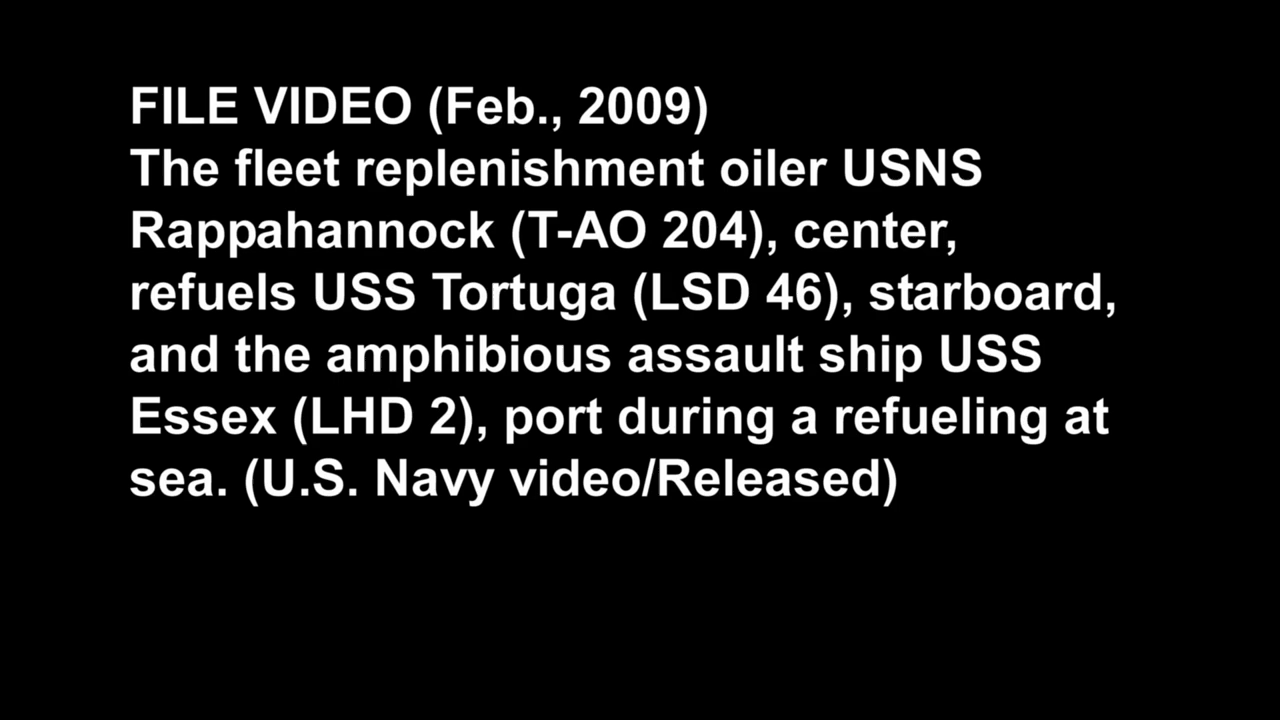 FILE VIDEO (Feb., 2009)
The fleet replenishment oiler USNS
Rappahannock (T-AO 204), center,
refuels USS Tortuga (LSD 46), starboard,
and the amphibious assault ship USS
Essex (LHD 2), port during a refueling at
sea. (U.S. Navy video/Released)